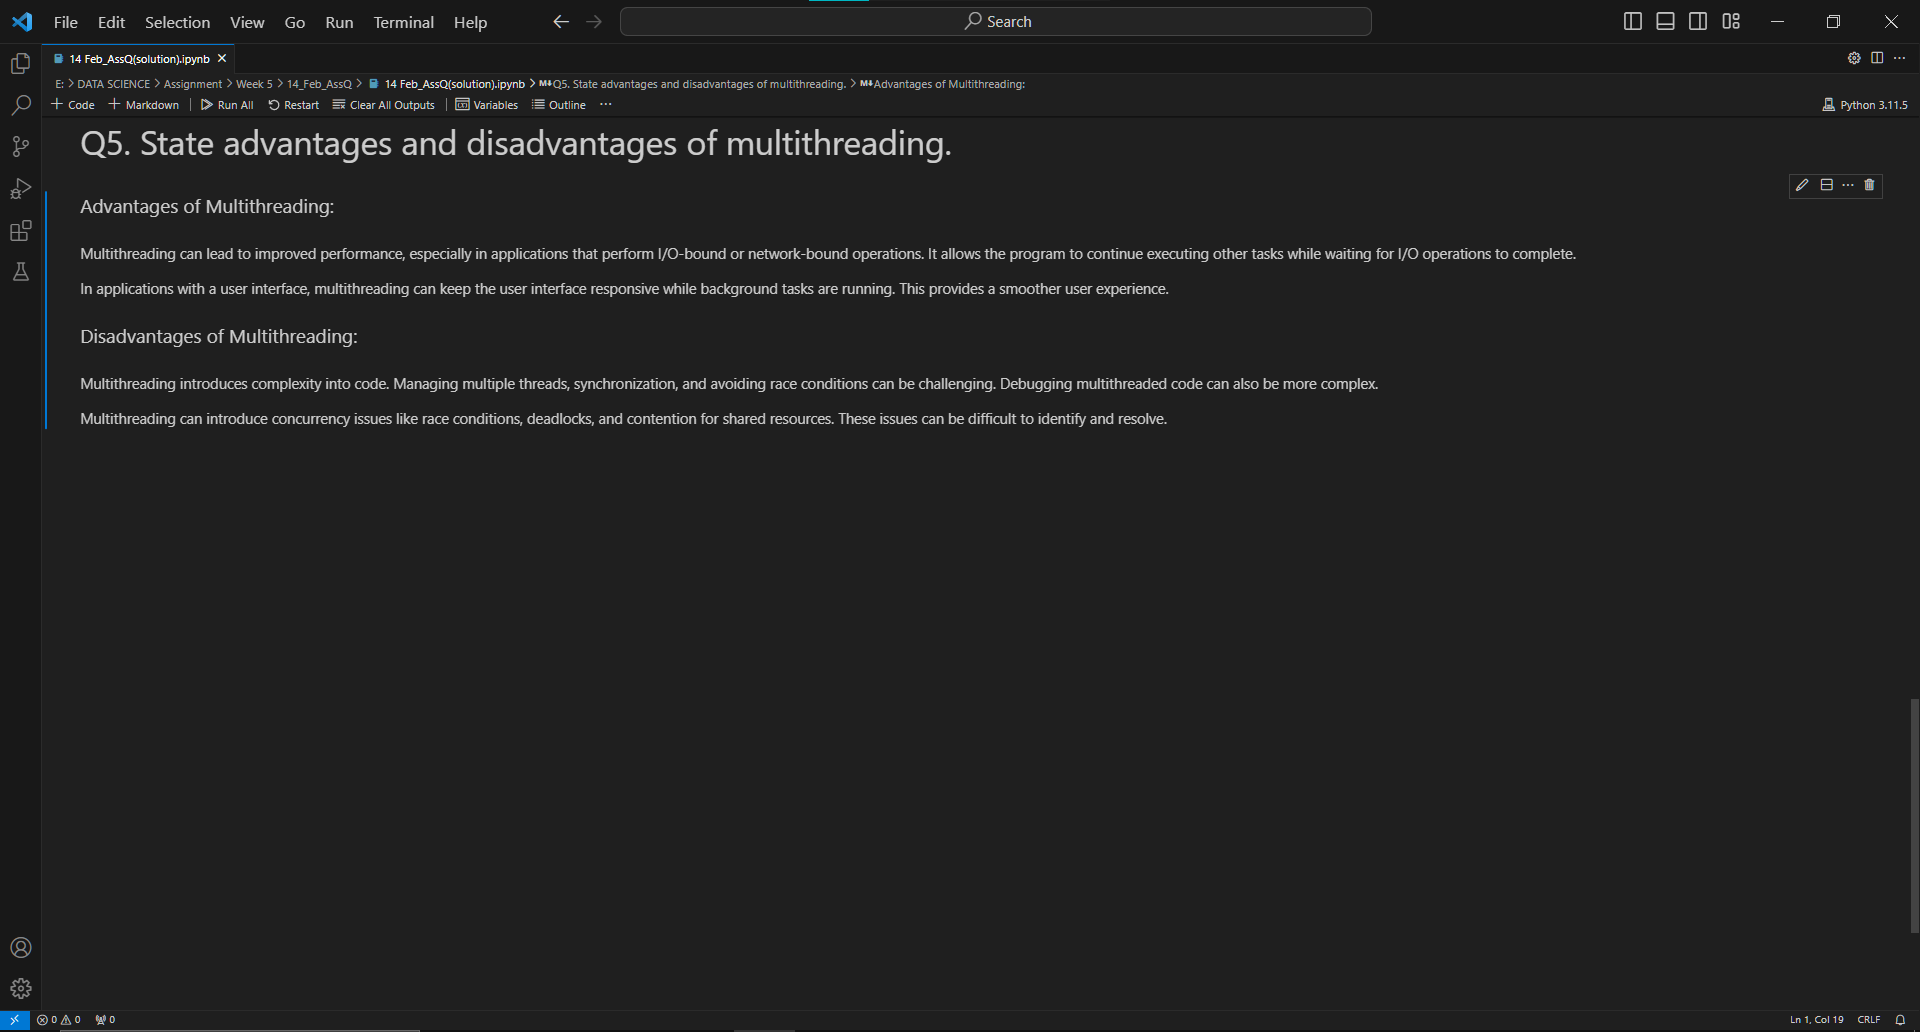 File Edit Selection View Go Run Terminal Help Search
14 Feb_AssQ(solution).ipynb
E: > DATA SCIENCE > Assignment > Week 5 > 14_Feb_AssQ > 14 Feb_AssQ(solution).ipynb > M↓Q5. State advantages and disadvantages of multithreading. > M↓Advantages of Multithreading:
+ Code + Markdown | Run All Restart Clear All Outputs | Variables Outline ... Python 3.11.5
Q5. State advantages and disadvantages of multithreading.
Advantages of Multithreading:
Multithreading can lead to improved performance, especially in applications that perform I/O-bound or network-bound operations. It allows the program to continue executing other tasks while waiting for I/O operations to complete.
In applications with a user interface, multithreading can keep the user interface responsive while background tasks are running. This provides a smoother user experience.
Disadvantages of Multithreading:
Multithreading introduces complexity into code. Managing multiple threads, synchronization, and avoiding race conditions can be challenging. Debugging multithreaded code can also be more complex.
Multithreading can introduce concurrency issues like race conditions, deadlocks, and contention for shared resources. These issues can be difficult to identify and resolve.
0 0 0 Ln 1, Col 19 CRLF